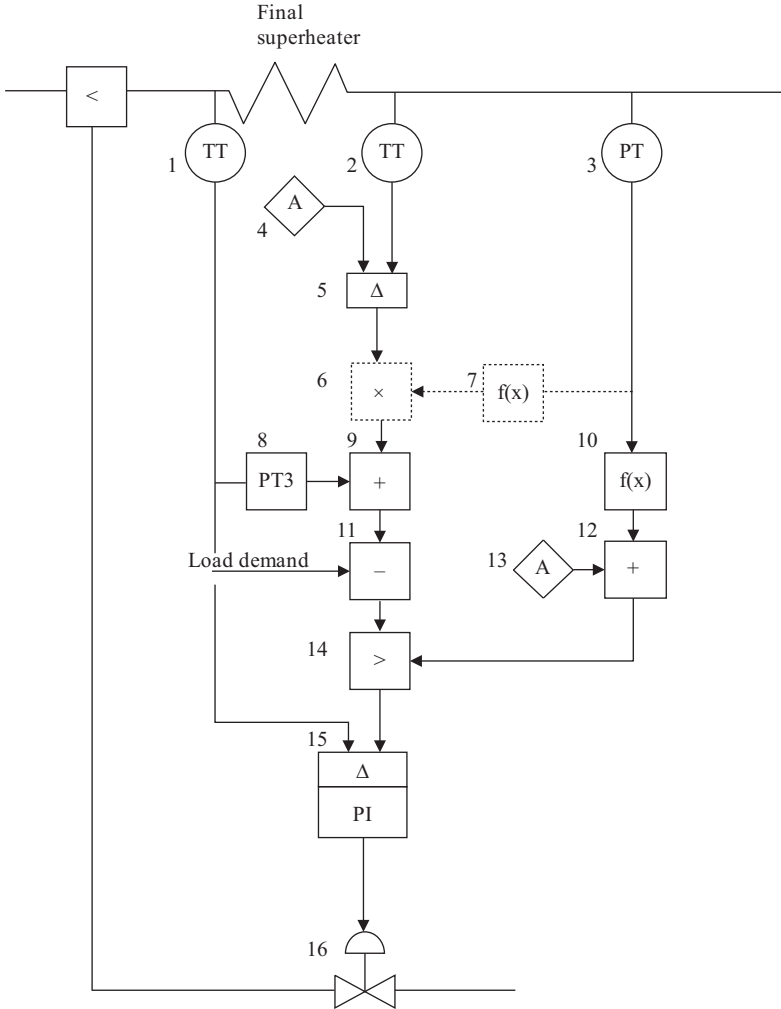 Final
superheater
<
TT
TT
PT
1
2
3
A
4
5
Δ
6
×
7
f(x)
8
9
10
PT3
+
f(x)
11
12
Load demand
−
13
A
+
14
>
15
Δ
PI
16